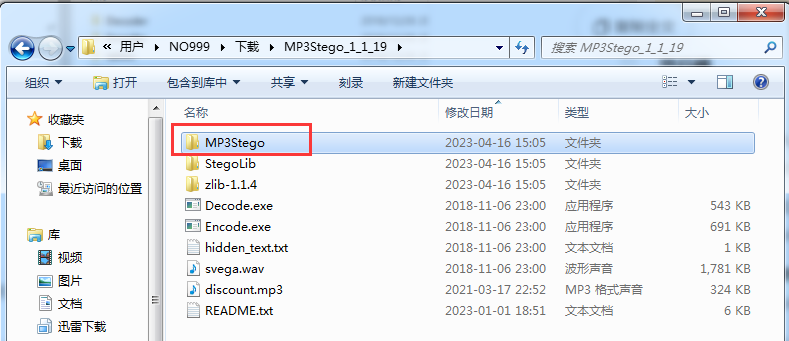 « 用户 ▸ NO999 ▸ 下载 ▸ MP3Stego_1_1_19 ▸ 搜索 MP3Stego_1_1_19
组织 打开 包含到库中 共享 刻录 新建文件夹
名称 修改日期 类型 大小
收藏夹
下载
桌面
最近访问的位置
库
视频
图片
文档
迅雷下载
MP3Stego 2023-04-16 15:05 文件夹
StegoLib 2023-04-16 15:05 文件夹
zlib-1.1.4 2023-04-16 15:05 文件夹
Decode.exe 2018-11-06 23:00 应用程序 543 KB
Encode.exe 2018-11-06 23:00 应用程序 691 KB
hidden_text.txt 2018-11-06 23:00 文本文档 1 KB
svega.wav 2018-11-06 23:00 波形声音 1,781 KB
discount.mp3 2021-03-17 22:52 MP3 格式声音 324 KB
README.txt 2023-01-01 18:51 文本文档 6 KB